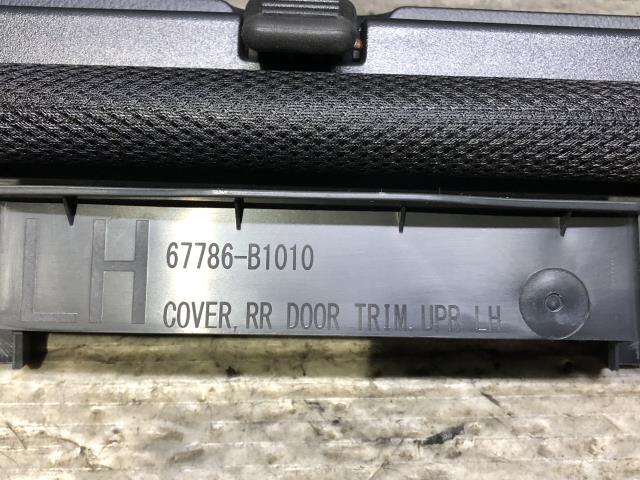 LH
67786-B1010
COVER, RR DOOR TRIM. UPR LH